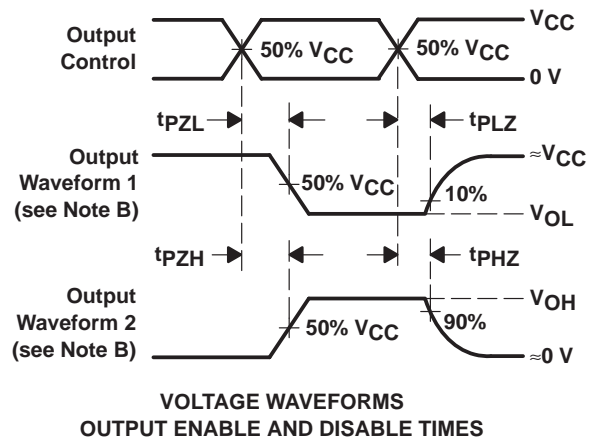 Output
Control
50% VCC
50% VCC
VCC
0 V
tPZL
tPLZ
Output
Waveform 1
(see Note B)
50% VCC
10%
≈VCC
VOL
tPZH
tPHZ
Output
Waveform 2
(see Note B)
50% VCC
90%
VOH
≈0 V
VOLTAGE WAVEFORMS
OUTPUT ENABLE AND DISABLE TIMES